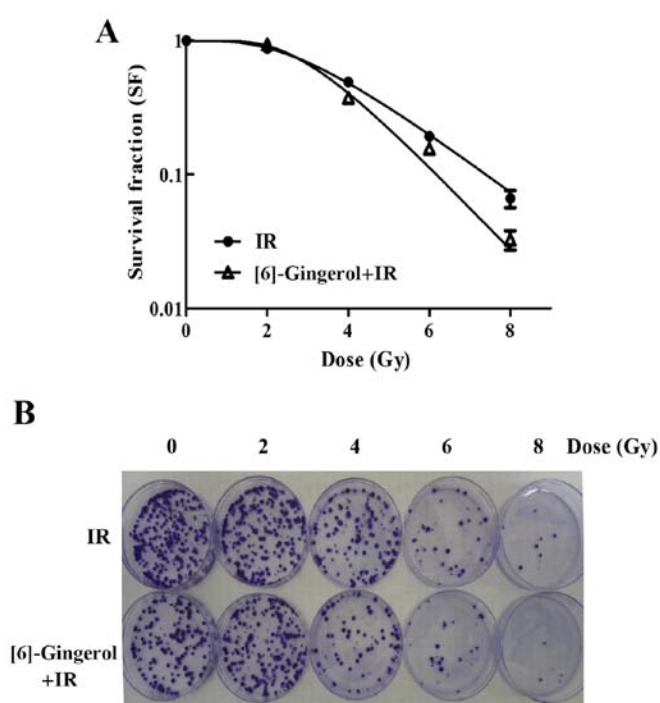 A
Survival fraction (SF)
1
0.1
0.01
IR
[6]-Gingerol+IR
0 2 4 6 8
Dose (Gy)
B
0 2 4 6 8 Dose (Gy)
IR
[6]-Gingerol
+IR